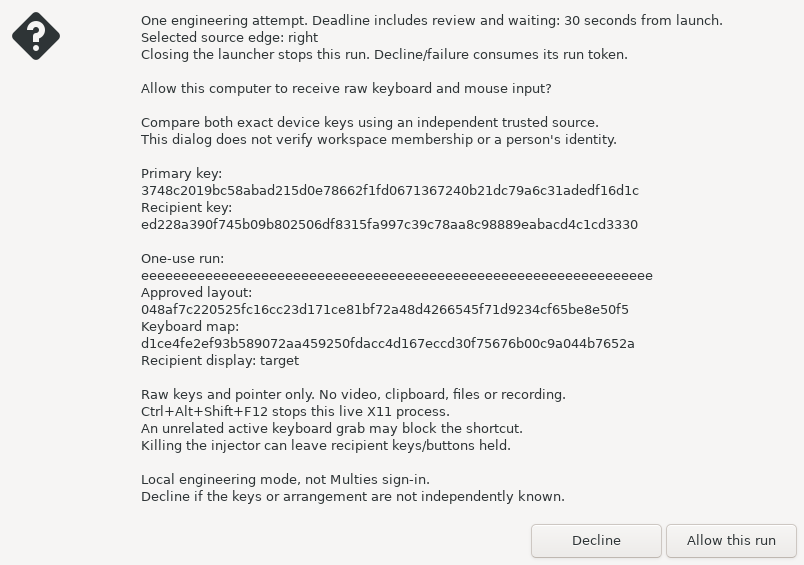 One engineering attempt. Deadline includes review and waiting: 30 seconds from launch.
Selected source edge: right
Closing the launcher stops this run. Decline/failure consumes its run token.
Allow this computer to receive raw keyboard and mouse input?
Compare both exact device keys using an independent trusted source.
This dialog does not verify workspace membership or a person's identity.
Primary key:
3748c2019bc58abad215d0e78662f1fd0671367240b21dc79a6c31adedf16d1c
Recipient key:
ed228a390f745b09b802506df8315fa997c39c78aa8c98889eabacd4c1cd3330
One-use run:
eeeeeeeeeeeeeeeeeeeeeeeeeeeeeeeeeeeeeeeeeeeeeeeeeeeeeeeeeeeeeeee
Approved layout:
048af7c220525fc16cc23d171ce81bf72a48d4266545f71d9234cf65be8e50f5
Keyboard map:
d1ce4fe2ef93b589072aa459250fdacc4d167eccd30f75676b00c9a044b7652a
Recipient display: target
Raw keys and pointer only. No video, clipboard, files or recording.
Ctrl+Alt+Shift+F12 stops this live X11 process.
An unrelated active keyboard grab may block the shortcut.
Killing the injector can leave recipient keys/buttons held.
Local engineering mode, not Multies sign-in.
Decline if the keys or arrangement are not independently known.
Decline
Allow this run